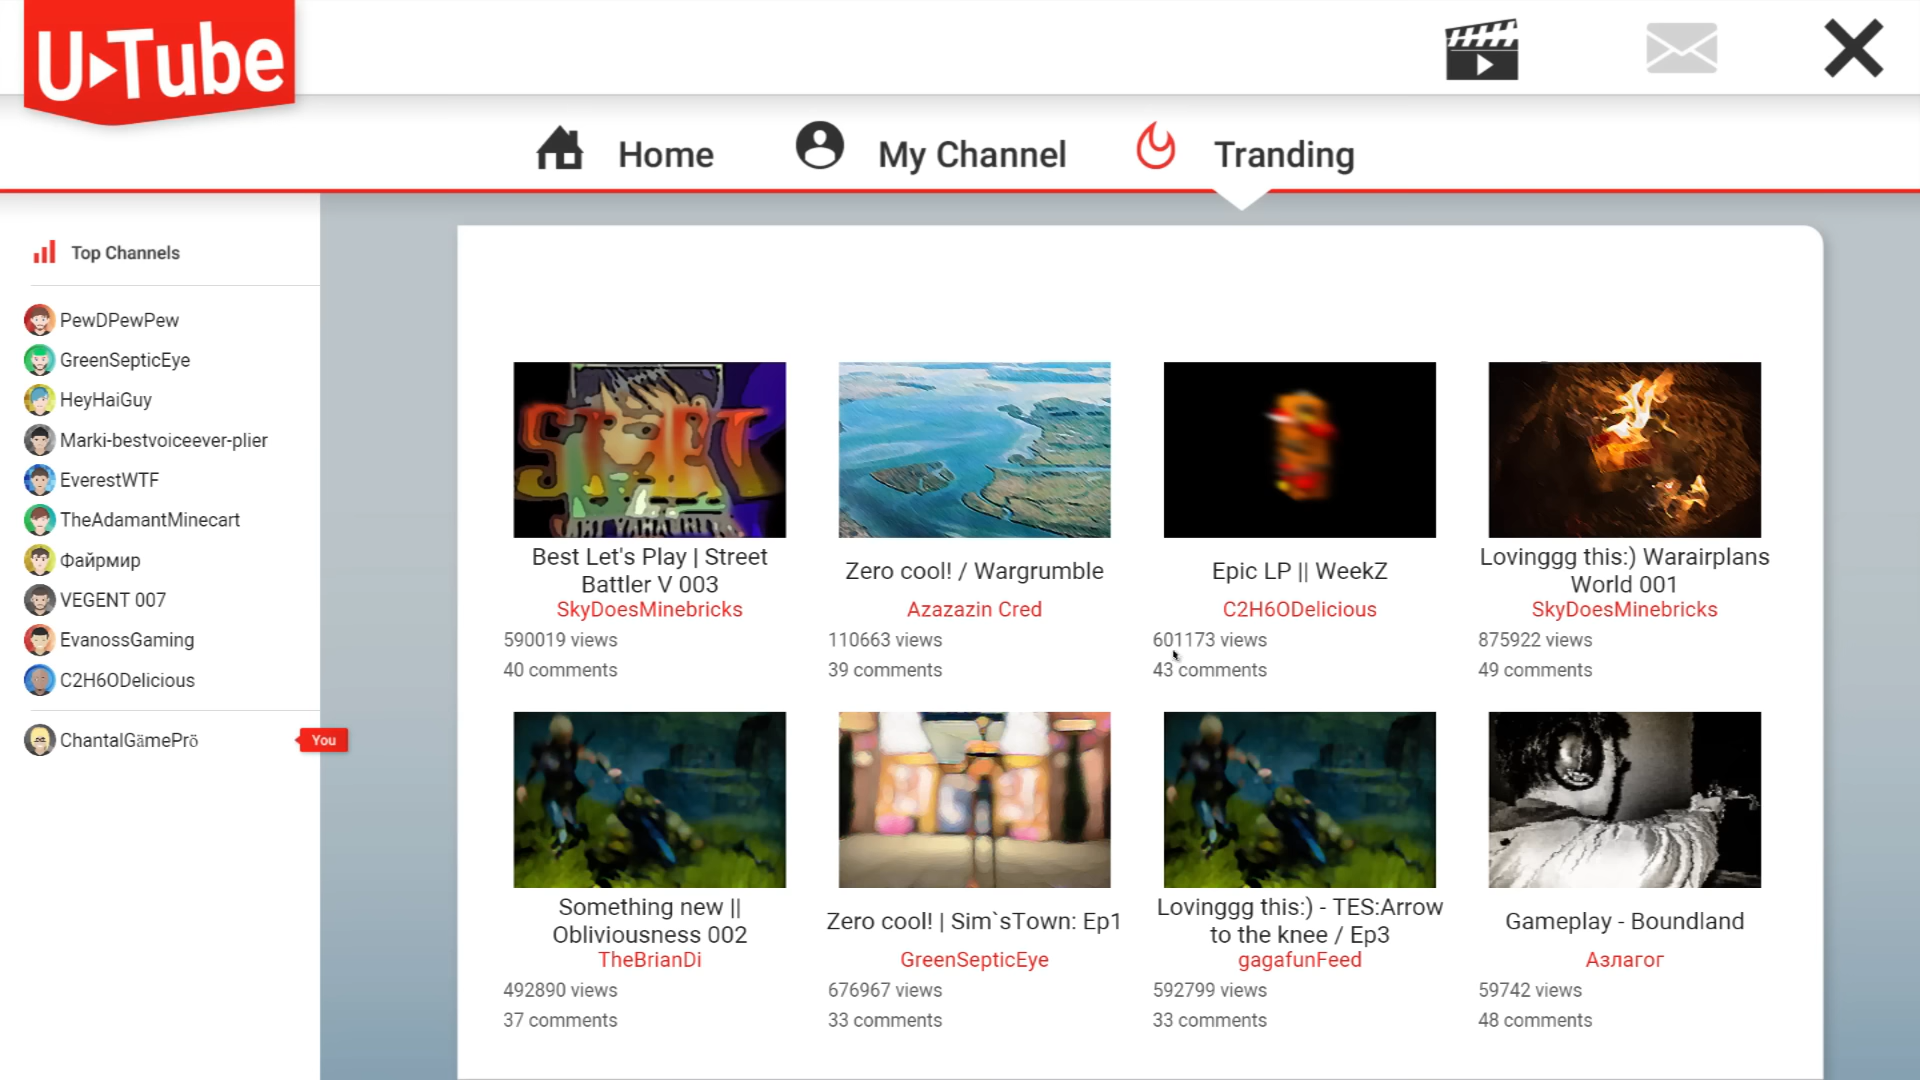 U Tube
Home
My Channel
Tranding
Top Channels
PewDPewPew
GreenSepticEye
HeyHaiGuy
Marki-bestvoiceever-plier
EverestWTF
TheAdamantMinecart
Файрмир
VEGENT 007
EvanossGaming
C2H6ODelicious
ChantalGämePrö
You
Best Let's Play | Street
Battler V 003
SkyDoesMinebricks
590019 views
40 comments
Zero cool! / Wargrumble
Azazazin Cred
110663 views
39 comments
Epic LP || WeekZ
C2H6ODelicious
601173 views
43 comments
Lovinggg this:) Warairplans
World 001
SkyDoesMinebricks
875922 views
49 comments
Something new ||
Obliviousness 002
TheBrianDi
492890 views
37 comments
Zero cool! | Sim`sTown: Ep1
GreenSepticEye
676967 views
33 comments
Lovinggg this:) - TES:Arrow
to the knee / Ep3
gagafunFeed
592799 views
33 comments
Gameplay - Boundland
Азлагог
59742 views
48 comments